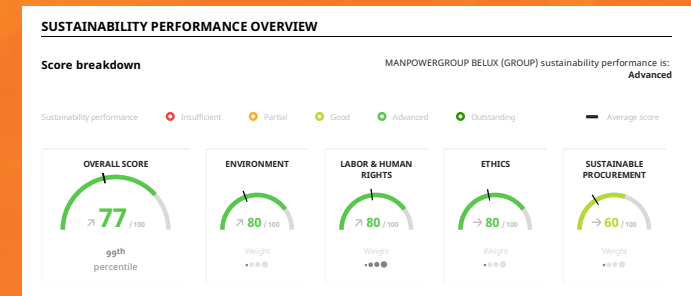 SUSTAINABILITY PERFORMANCE OVERVIEW
Score breakdown
MANPOWERGROUP BELUX (GROUP) sustainability performance is:
Advanced
Sustainability performance Insufficient Partial Good Advanced Outstanding Average score
OVERALL SCORE
77 / 100
99th
percentile
ENVIRONMENT
80 / 100
Weight
LABOR & HUMAN
RIGHTS
80 / 100
Weight
ETHICS
80 / 100
Weight
SUSTAINABLE
PROCUREMENT
60 / 100
Weight